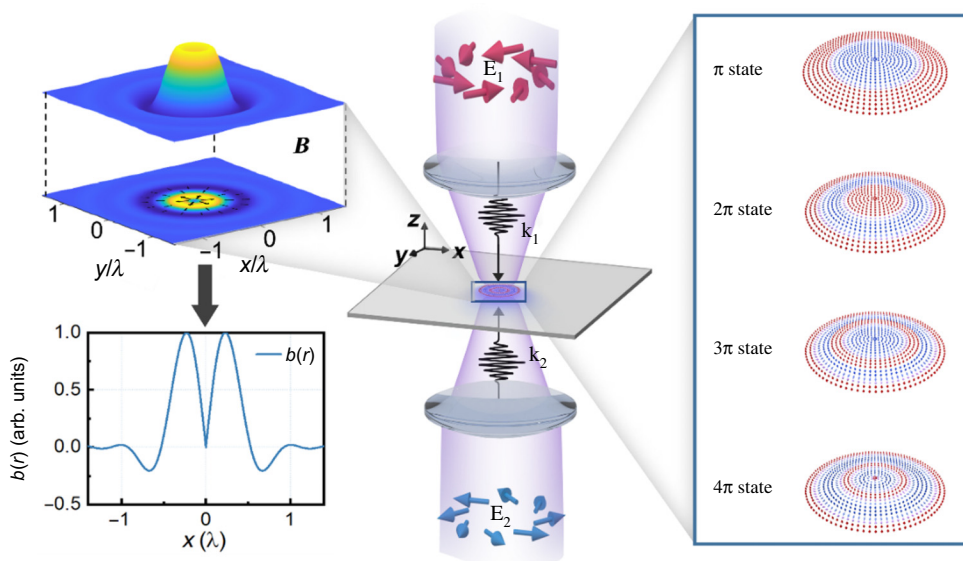 B
1
0
−1
y/λ
−1
0
1
x/λ
1.0
0.5
0.0
−0.5
b(r) (arb. units)
b(r)
−1
0
1
x (λ)
E1
k1
z
y
x
k2
E2
π state
2π state
3π state
4π state